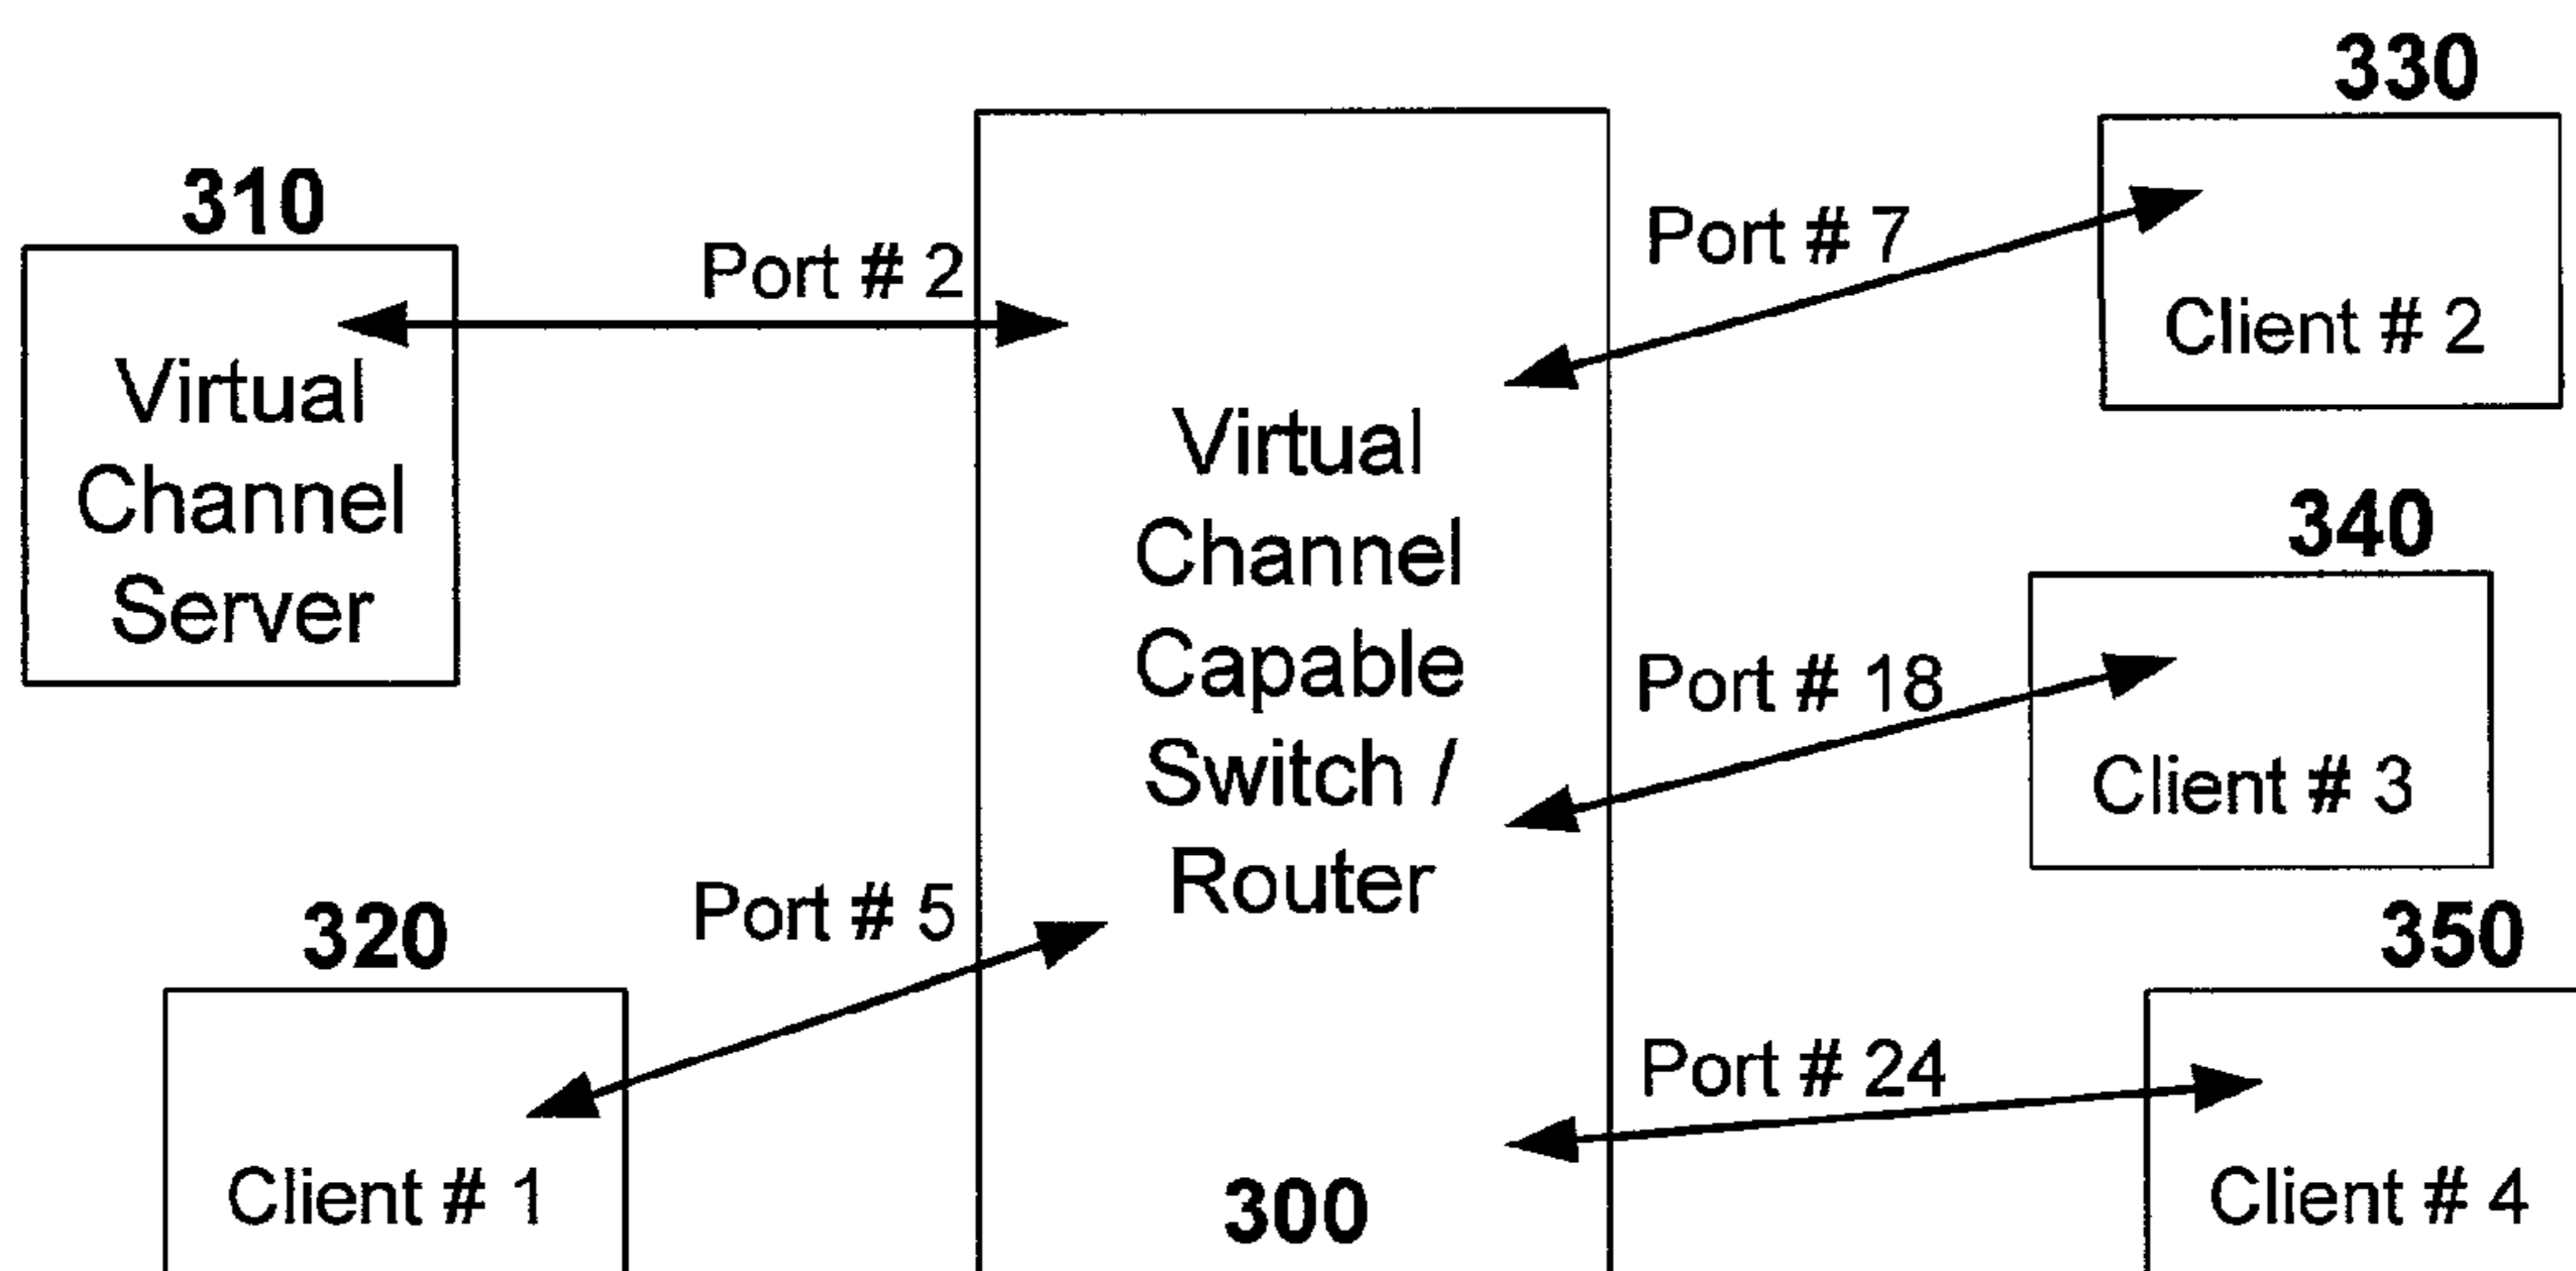 330
310
Port # 2
Port # 7
Client # 2
Virtual
Channel
Server
Virtual
Channel
Capable
Switch /
Router
340
Port # 18
Client # 3
320
Port # 5
350
Port # 24
Client # 1
300
Client # 4